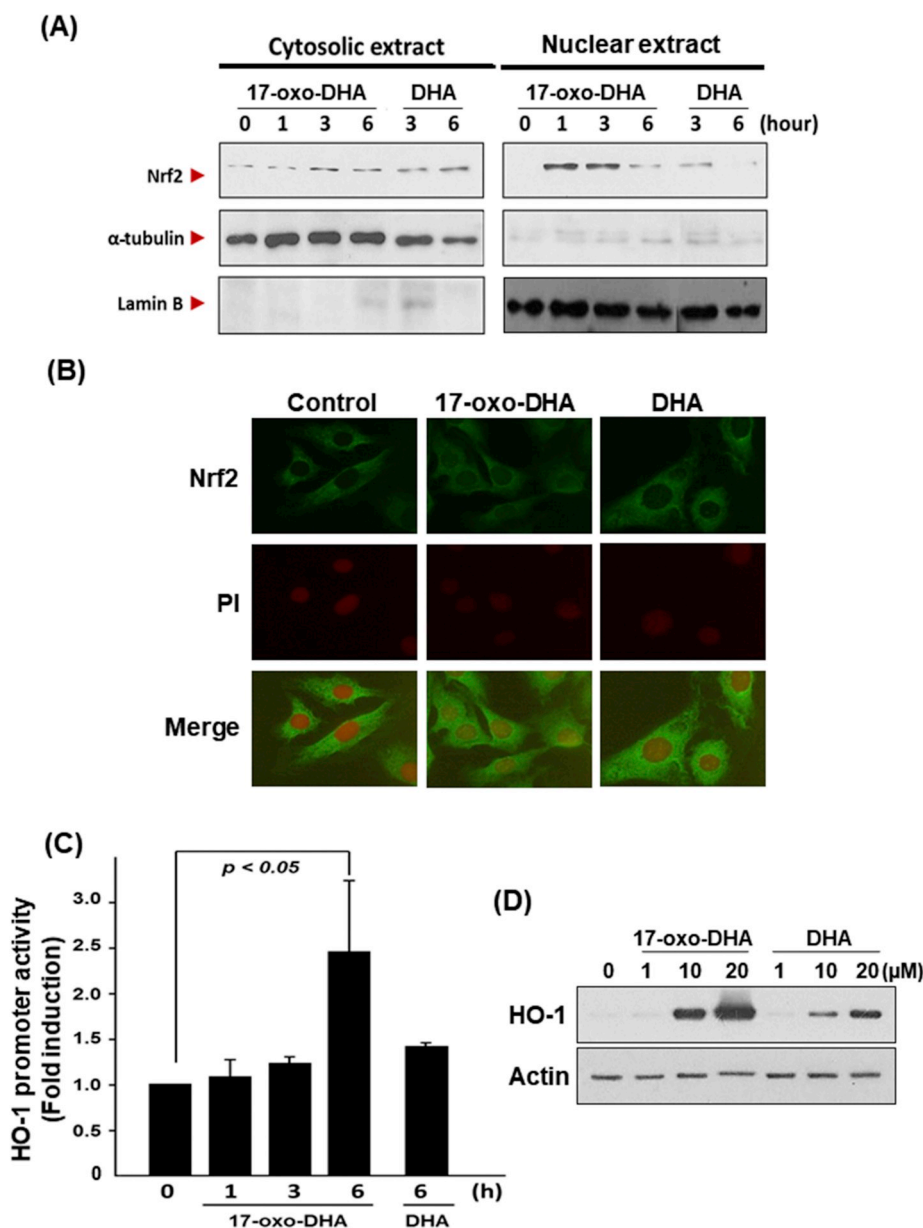 (A)
Cytosolic extract Nuclear extract
17-oxo-DHA DHA 17-oxo-DHA DHA
0 1 3 6 3 6 0 1 3 6 3 6 (hour)
Nrf2
α-tubulin
Lamin B
(B)
Control 17-oxo-DHA DHA
Nrf2
PI
Merge
(C)
HO-1 promoter activity
(Fold induction)
p < 0.05
3.0
2.5
2.0
1.5
1.0
0.5
0
0 1 3 6 6 (h)
17-oxo-DHA DHA
(D)
17-oxo-DHA DHA
0 1 10 20 1 10 20 (μM)
HO-1
Actin